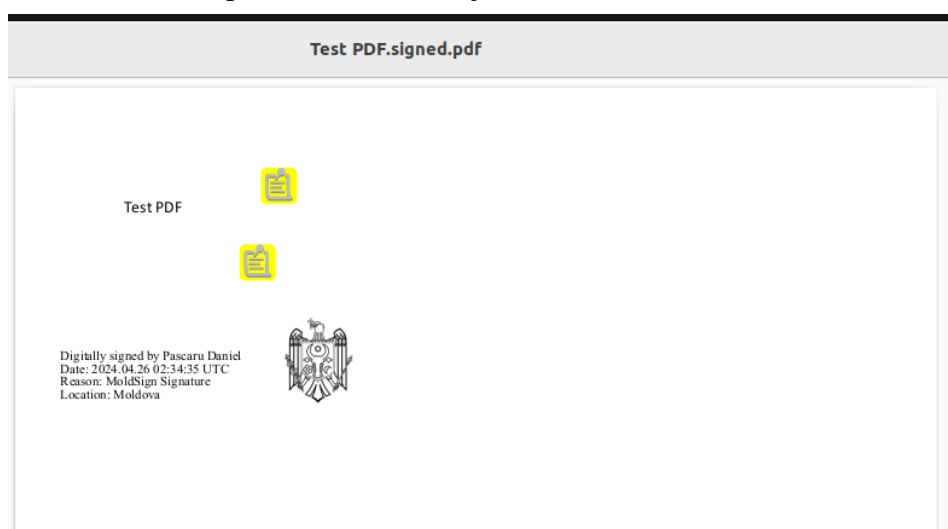 Test PDF.signed.pdf
Test PDF
Digitally signed by Pascaru Daniel
Date: 2024.04.26 02:34:35 UTC
Reason: MoldSign Signature
Location: Moldova